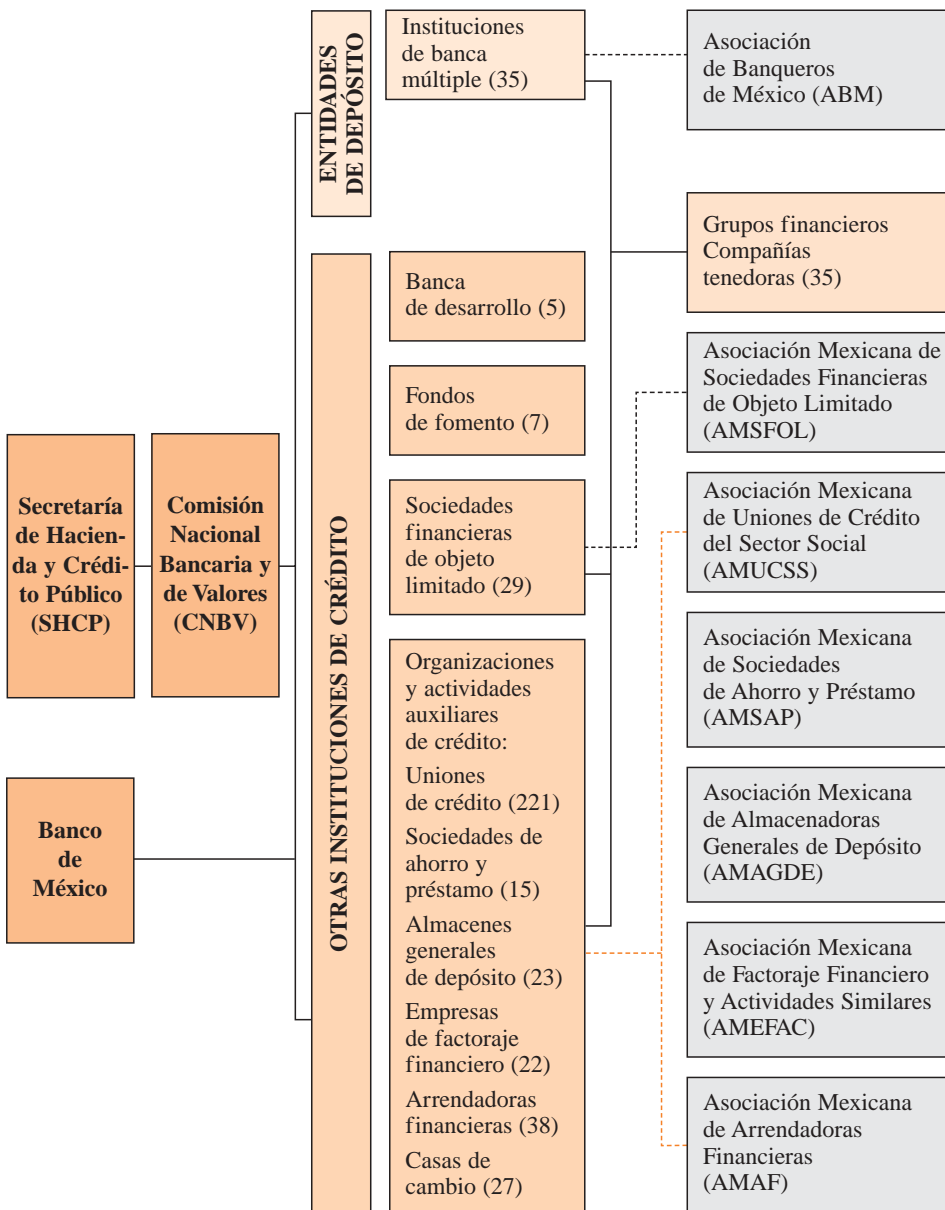 Secretaría
de Hacien-
da y Crédi-
to Público
(SHCP)
Comisión
Nacional
Bancaria y
de Valores
(CNBV)
Banco
de
México
ENTIDADES
DE DEPÓSITO
OTRAS INSTITUCIONES DE CRÉDITO
Instituciones
de banca
múltiple (35)
Banca
de desarrollo (5)
Fondos
de fomento (7)
Sociedades
financieras
de objeto
limitado (29)
Organizaciones
y actividades
auxiliares
de crédito:
Uniones
de crédito (221)
Sociedades de
ahorro y
préstamo (15)
Almacenes
generales
de depósito (23)
Empresas
de factoraje
financiero (22)
Arrendadoras
financieras (38)
Casas de
cambio (27)
Asociación
de Banqueros
de México (ABM)
Grupos financieros
Compañías
tenedoras (35)
Asociación Mexicana de
Sociedades Financieras
de Objeto Limitado
(AMSFOL)
Asociación Mexicana
de Uniones de Crédito
del Sector Social
(AMUCSS)
Asociación Mexicana
de Sociedades
de Ahorro y Préstamo
(AMSAP)
Asociación Mexicana
de Almacenadoras
Generales de Depósito
(AMAGDE)
Asociación Mexicana
de Factoraje Financiero
y Actividades Similares
(AMEFAC)
Asociación Mexicana
de Arrendadoras
Financieras
(AMAF)